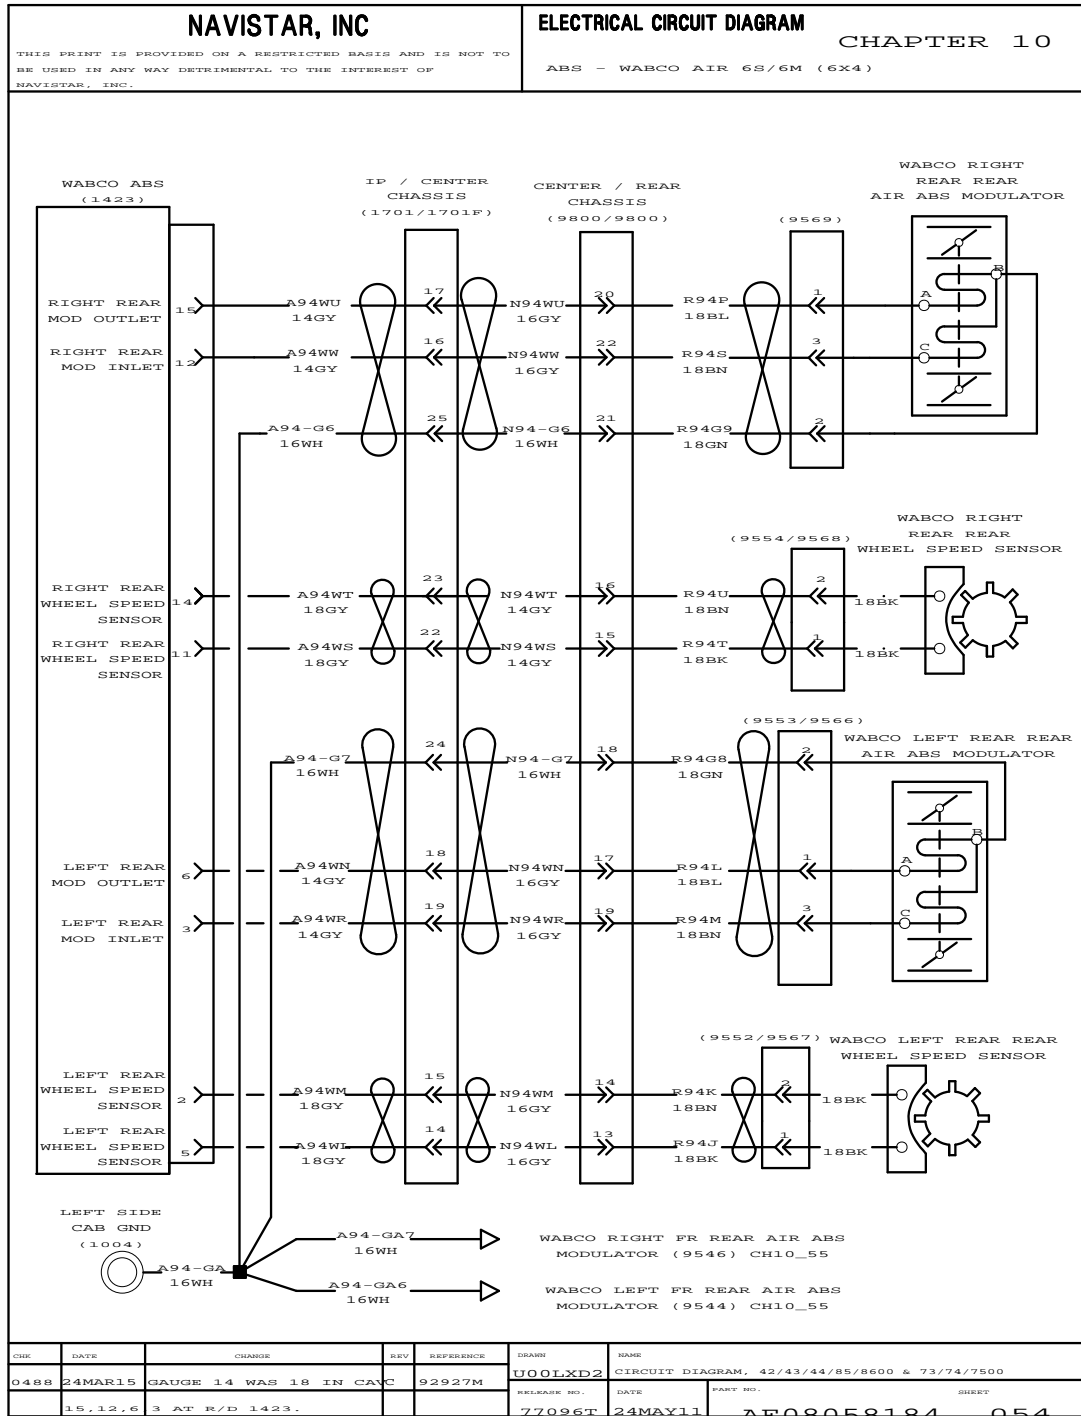 NAVISTAR, INC
THIS PRINT IS PROVIDED ON A RESTRICTED BASIS AND IS NOT TO
BE USED IN ANY WAY DETRIMENTAL TO THE INTEREST OF
NAVISTAR, INC.
ELECTRICAL CIRCUIT DIAGRAM
CHAPTER 10
ABS - WABCO AIR 6S/6M (6X4)
WABCO ABS
(1423)
IP / CENTER
CHASSIS
(1701/1701F)
CENTER / REAR
CHASSIS
(9800/9800)
(9569)
WABCO RIGHT
REAR REAR
AIR ABS MODULATOR
RIGHT REAR
MOD OUTLET
15
A94WU
14GY
17
N94WU
16GY
20
R94P
18BL
1
A
B
RIGHT REAR
MOD INLET
12
A94WW
14GY
16
N94WW
16GY
22
R94S
18BN
3
C
A94-G6
16WH
25
N94-G6
16WH
21
R94G9
18GN
2
(9554/9568)
WABCO RIGHT
REAR REAR
WHEEL SPEED SENSOR
RIGHT REAR
WHEEL SPEED
SENSOR
14
A94WT
18GY
23
N94WT
14GY
16
R94U
18BN
2
18BK
RIGHT REAR
WHEEL SPEED
SENSOR
11
A94WS
18GY
22
N94WS
14GY
15
R94T
18BK
1
18BK
(9553/9566)
WABCO LEFT REAR REAR
AIR ABS MODULATOR
A94-G7
16WH
24
N94-G7
16WH
18
R94G8
18GN
2
B
LEFT REAR
MOD OUTLET
6
A94WN
14GY
18
N94WN
16GY
17
R94L
18BL
1
A
LEFT REAR
MOD INLET
3
A94WR
14GY
19
N94WR
16GY
19
R94M
18BN
3
C
(9552/9567)
WABCO LEFT REAR REAR
WHEEL SPEED SENSOR
LEFT REAR
WHEEL SPEED
SENSOR
2
A94WM
18GY
15
N94WM
16GY
14
R94K
18BN
2
18BK
LEFT REAR
WHEEL SPEED
SENSOR
5
A94WL
18GY
14
N94WL
16GY
13
R94J
18BK
1
18BK
LEFT SIDE
CAB GND
(1004)
A94-GA
16WH
A94-GA7
16WH
WABCO RIGHT FR REAR AIR ABS
MODULATOR (9546) CH10_55
A94-GA6
16WH
WABCO LEFT FR REAR AIR ABS
MODULATOR (9544) CH10_55
CHK DATE CHANGE REV REFERENCE
0488 24MAR15 GAUGE 14 WAS 18 IN CAV C 92927M
15,12,6 3 AT R/D 1423.
DRAWN
U00LXD2
NAME
CIRCUIT DIAGRAM, 42/43/44/85/8600 & 73/74/7500
RELEASE NO.
77096T
DATE
24MAY11
PART NO.
AF08058184
SHEET
054